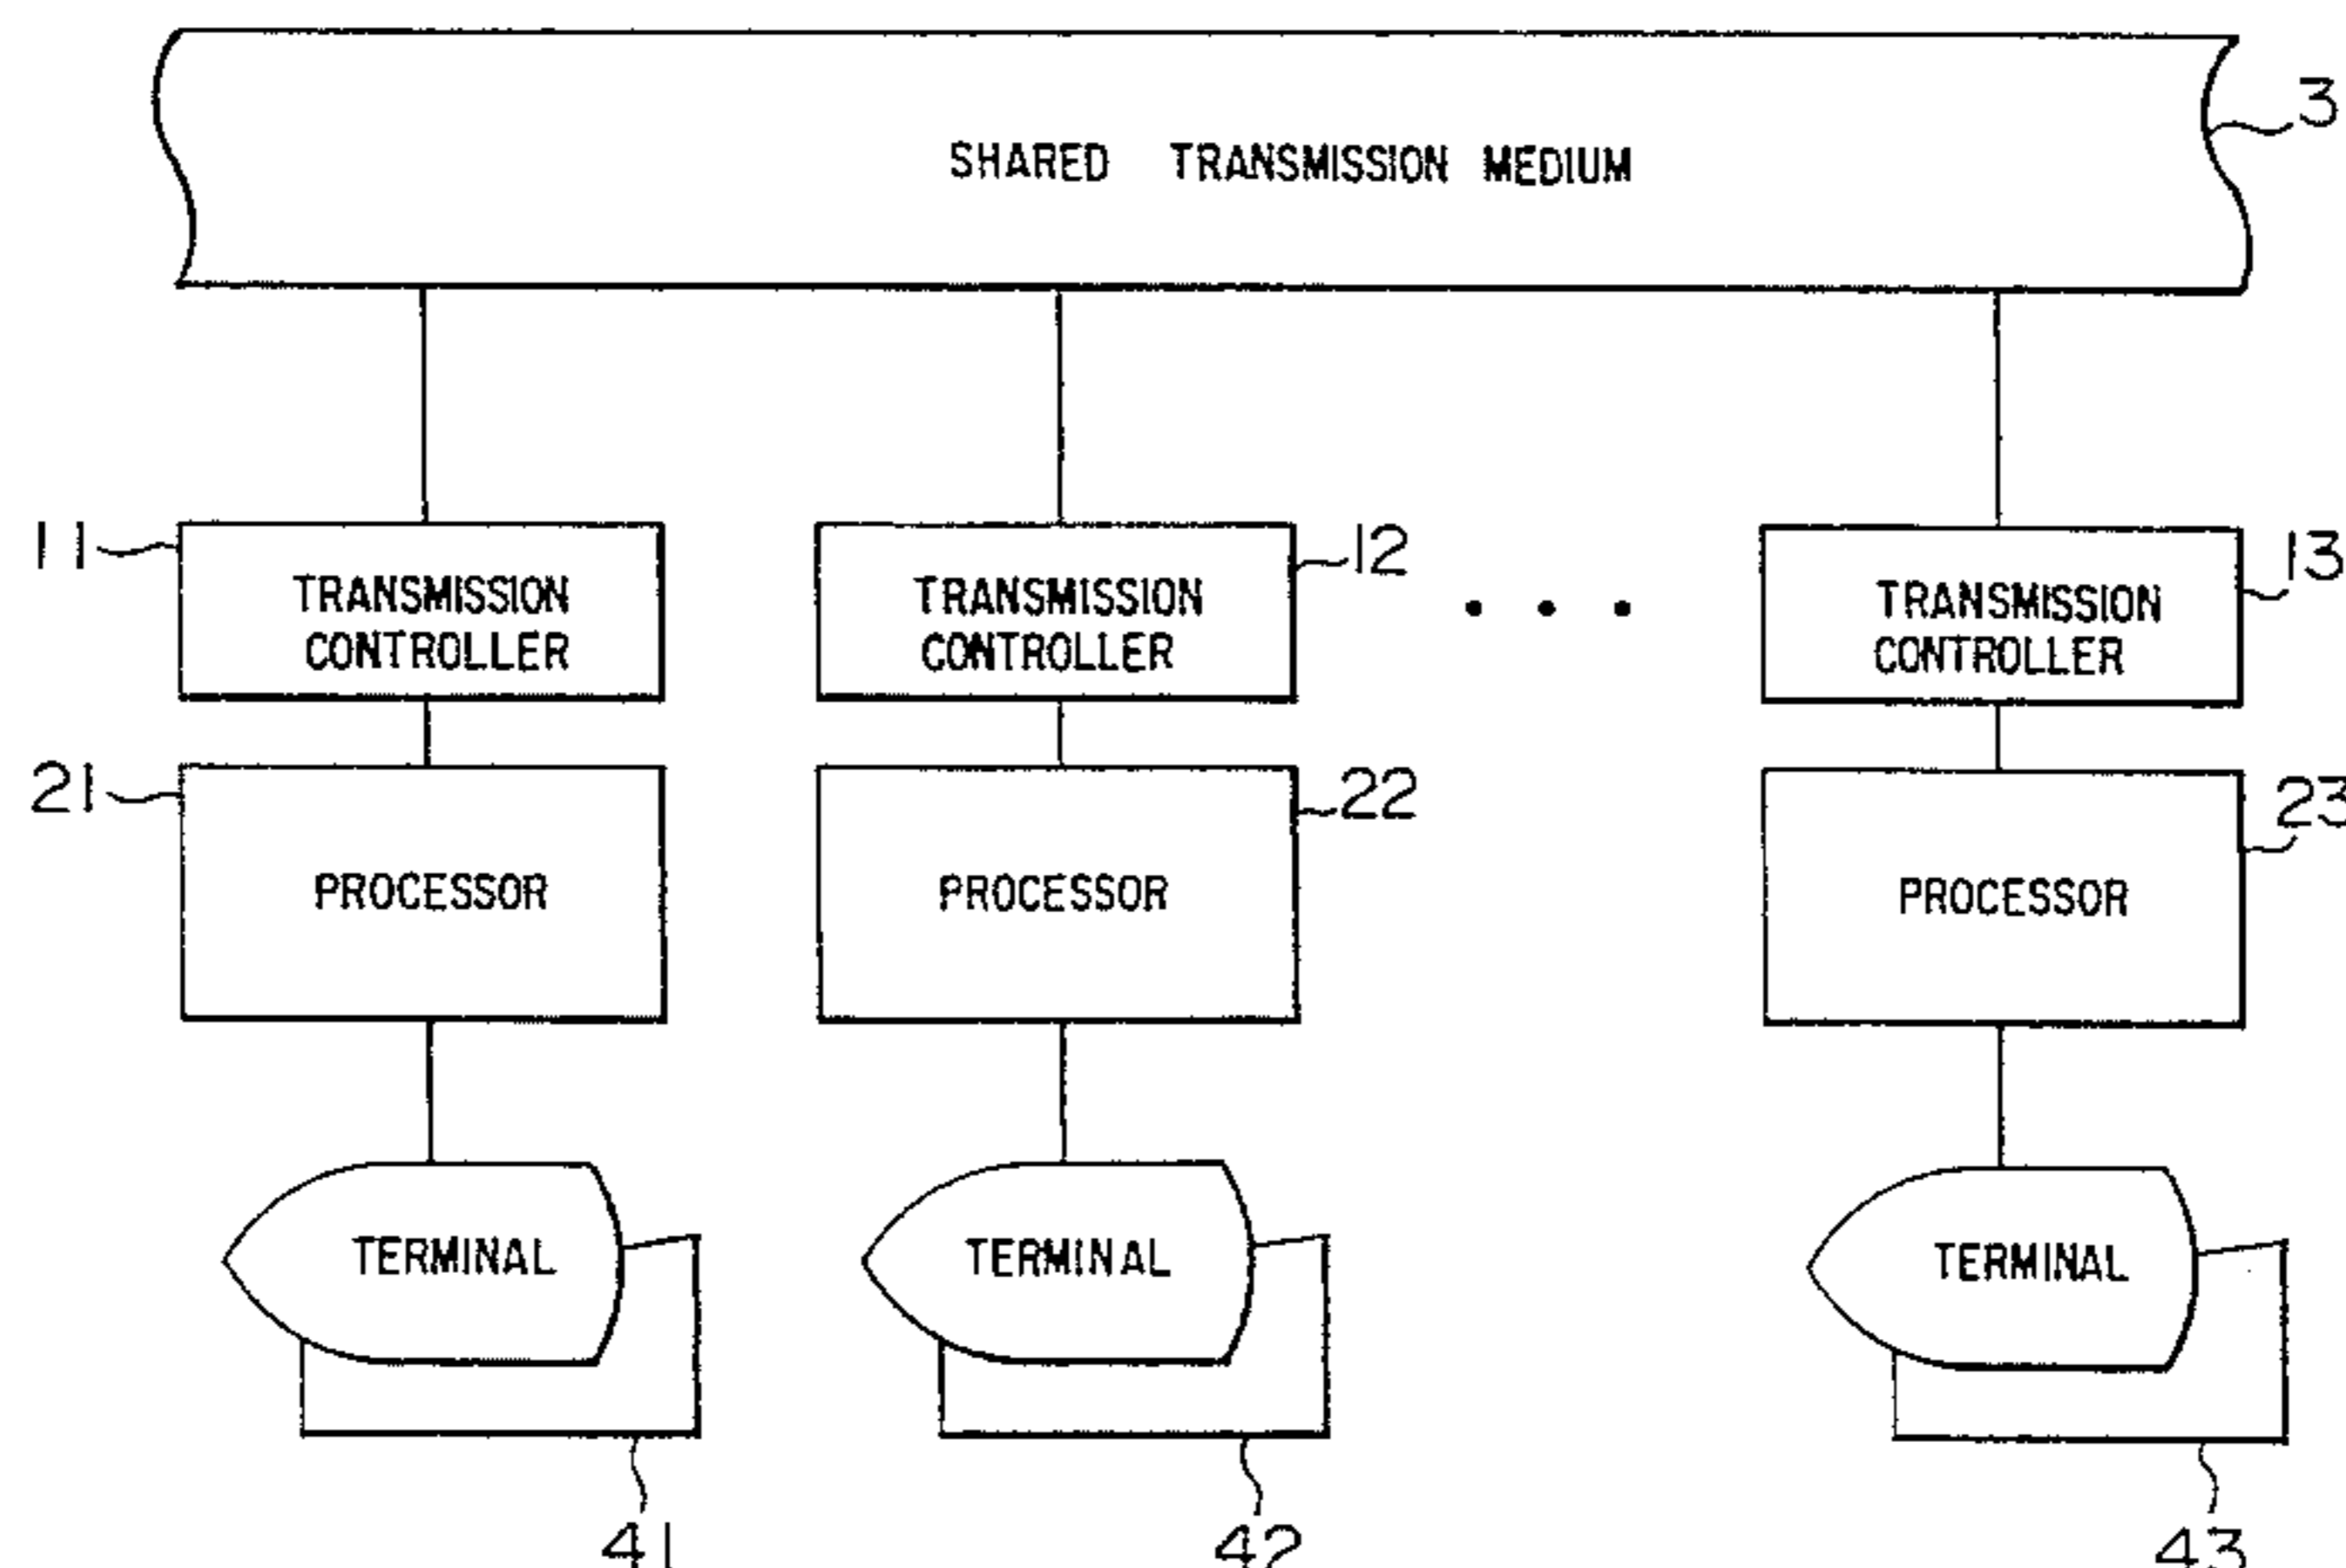 SHARED TRANSMISSION MEDIUM
3
11
TRANSMISSION
CONTROLLER
12
TRANSMISSION
CONTROLLER
13
TRANSMISSION
CONTROLLER
21
PROCESSOR
22
PROCESSOR
23
PROCESSOR
TERMINAL
TERMINAL
TERMINAL
41
42
43